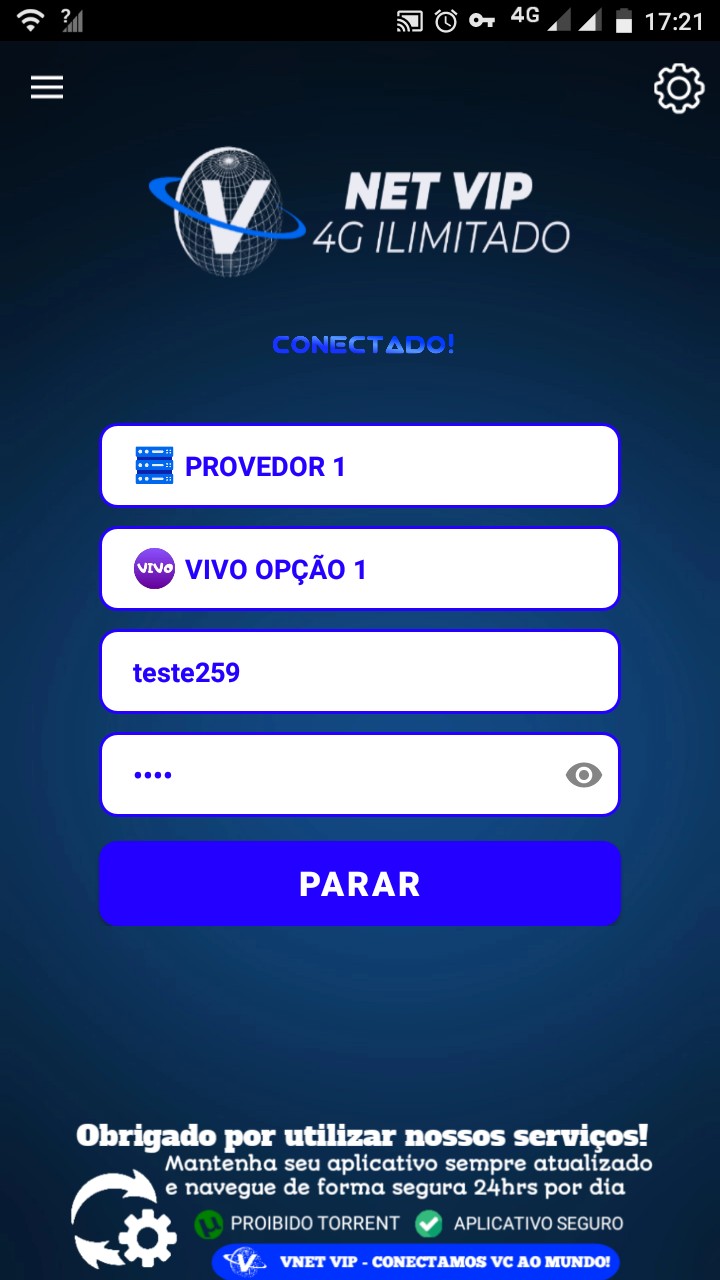 ? 4G 17:21
V NET VIP
4G ILIMITADO
CONECTADO!
PROVEDOR 1
vivo VIVO OPÇÃO 1
teste259
••••
PARAR
Obrigado por utilizar nossos serviços!
Mantenha seu aplicativo sempre atualizado
e navegue de forma segura 24hrs por dia
µ PROIBIDO TORRENT APLICATIVO SEGURO
V VNET VIP - CONECTAMOS VC AO MUNDO!